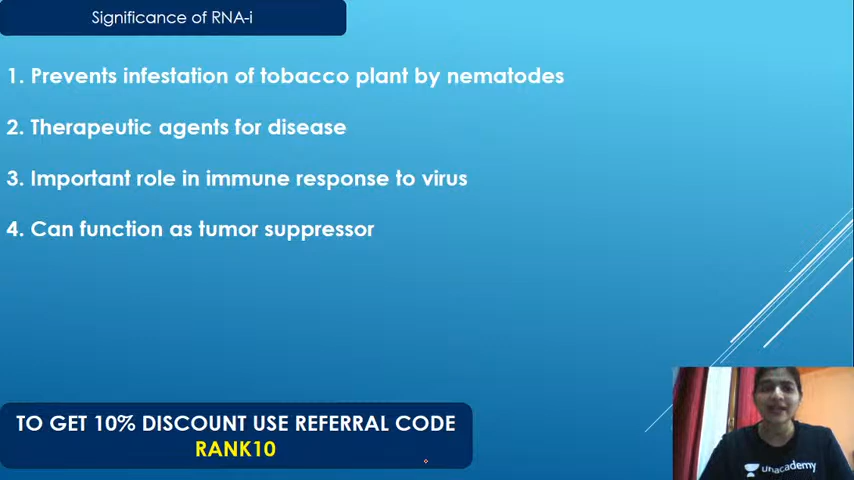 Significance of RNA-i
1. Prevents infestation of tobacco plant by nematodes
2. Therapeutic agents for disease
3. Important role in immune response to virus
4. Can function as tumor suppressor
TO GET 10% DISCOUNT USE REFERRAL CODE
RANK10
unacademy